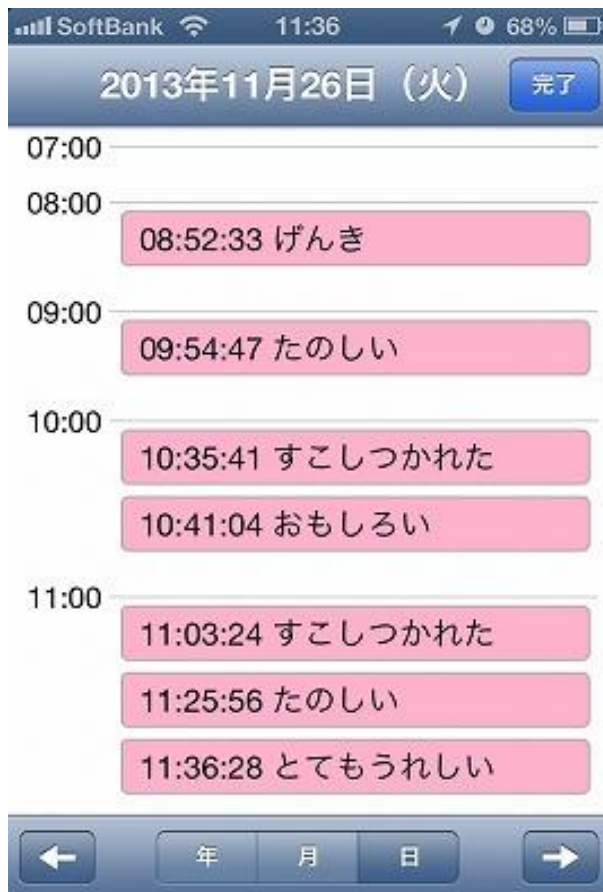 SoftBank 11:36 68%
2013年11月26日（火） 完了
07:00
08:00
08:52:33 げんき
09:00
09:54:47 たのしい
10:00
10:35:41 すこしつかれた
10:41:04 おもしろい
11:00
11:03:24 すこしつかれた
11:25:56 たのしい
11:36:28 とてもうれしい
年 月 日